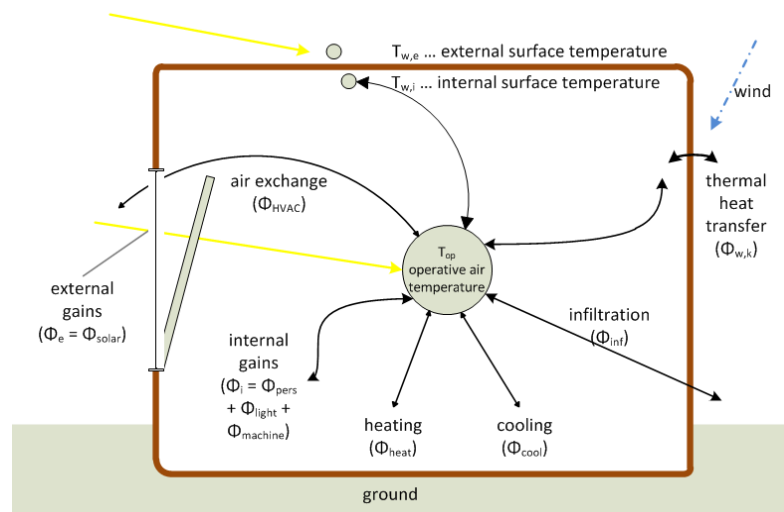 T_w,e ... external surface temperature
T_w,i ... internal surface temperature
wind
air exchange
(Φ_HVAC)
thermal
heat
transfer
(Φ_w,k)
T_op
operative air
temperature
external
gains
(Φ_e = Φ_solar)
infiltration
(Φ_inf)
internal
gains
(Φ_i = Φ_pers
+ Φ_light +
Φ_machine)
heating
(Φ_heat)
cooling
(Φ_cool)
ground